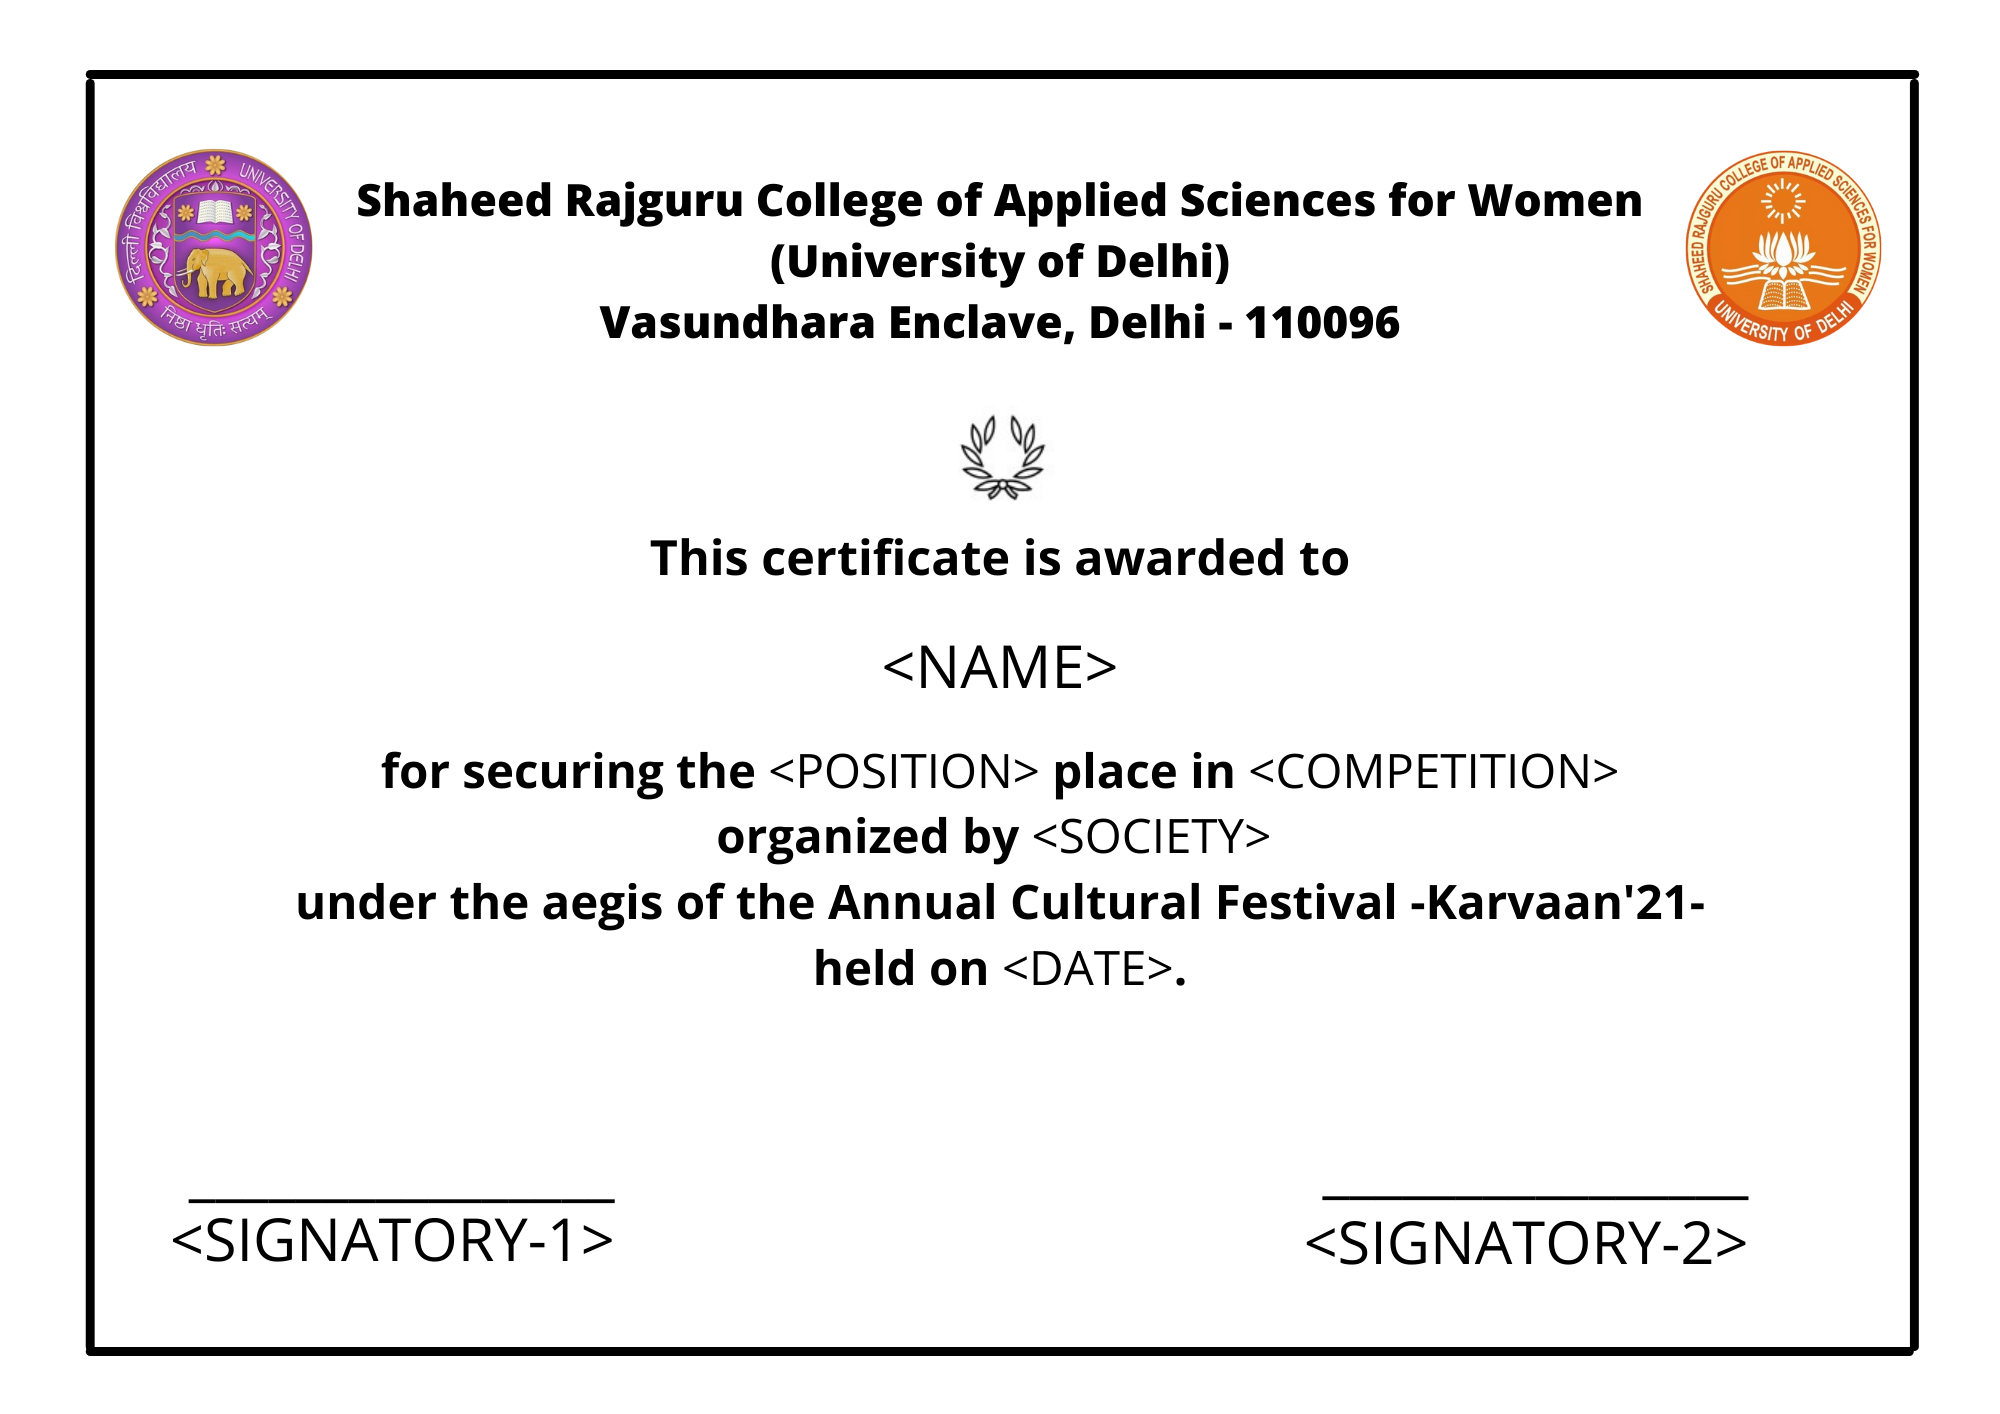 दिल्ली विश्वविद्यालय
UNIVERSITY OF DELHI
निष्ठा धृतिः सत्यम्
Shaheed Rajguru College of Applied Sciences for Women
(University of Delhi)
Vasundhara Enclave, Delhi - 110096
SHAHEED RAJGURU COLLEGE OF APPLIED SCIENCES FOR WOMEN
UNIVERSITY OF DELHI
This certificate is awarded to
<NAME>
for securing the <POSITION> place in <COMPETITION>
organized by <SOCIETY>
under the aegis of the Annual Cultural Festival -Karvaan'21-
held on <DATE>.
<SIGNATORY-1>
<SIGNATORY-2>